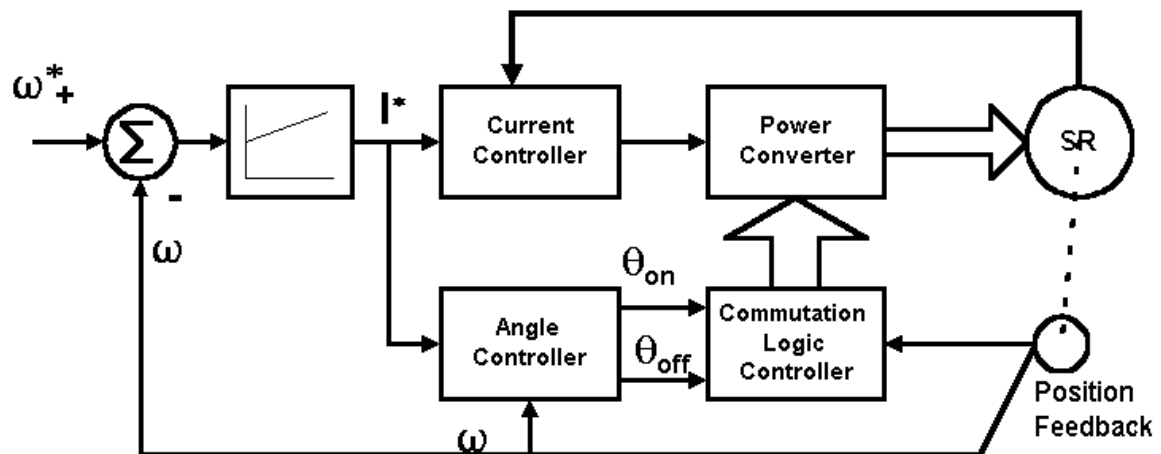 ω*
+
Σ
-
I*
Current
Controller
Power
Converter
SR
ω
θon
θoff
Angle
Controller
Commutation
Logic
Controller
ω
Position
Feedback